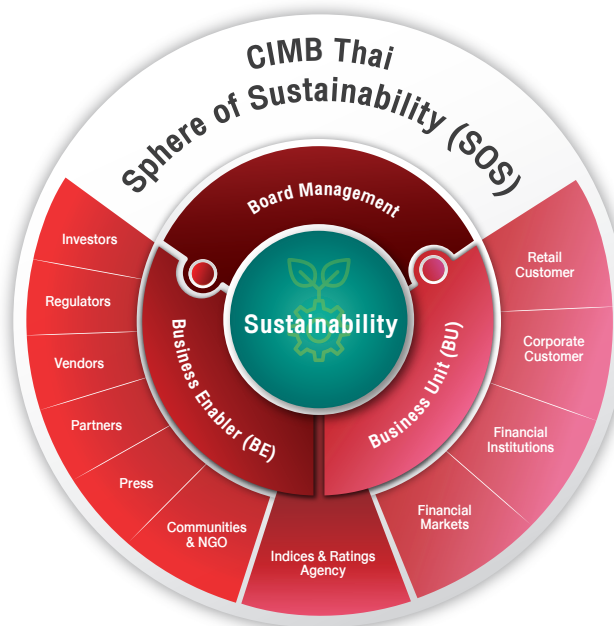 CIMB Thai
Sphere of Sustainability (SOS)
Board Management
Sustainability
Business Enabler (BE)
Business Unit (BU)
Investors
Regulators
Vendors
Partners
Press
Communities
& NGO
Indices & Ratings
Agency
Financial
Markets
Financial
Institutions
Corporate
Customer
Retail
Customer